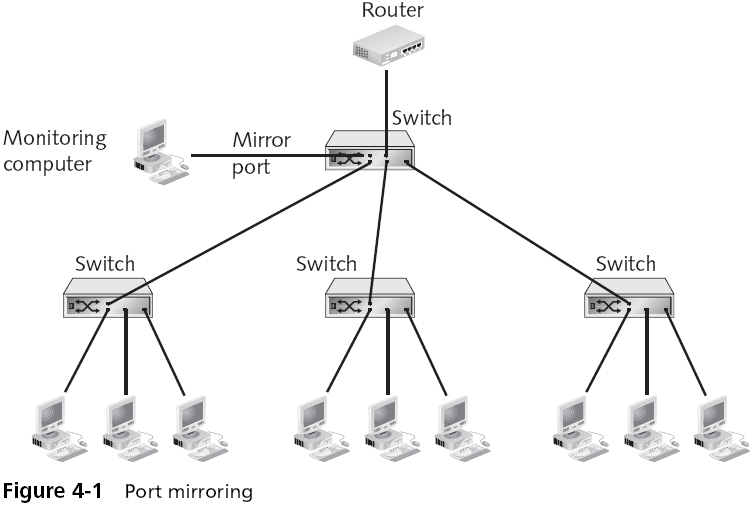 Router
Switch
Monitoring
computer
Mirror
port
Switch
Switch
Switch
Figure 4-1 Port mirroring